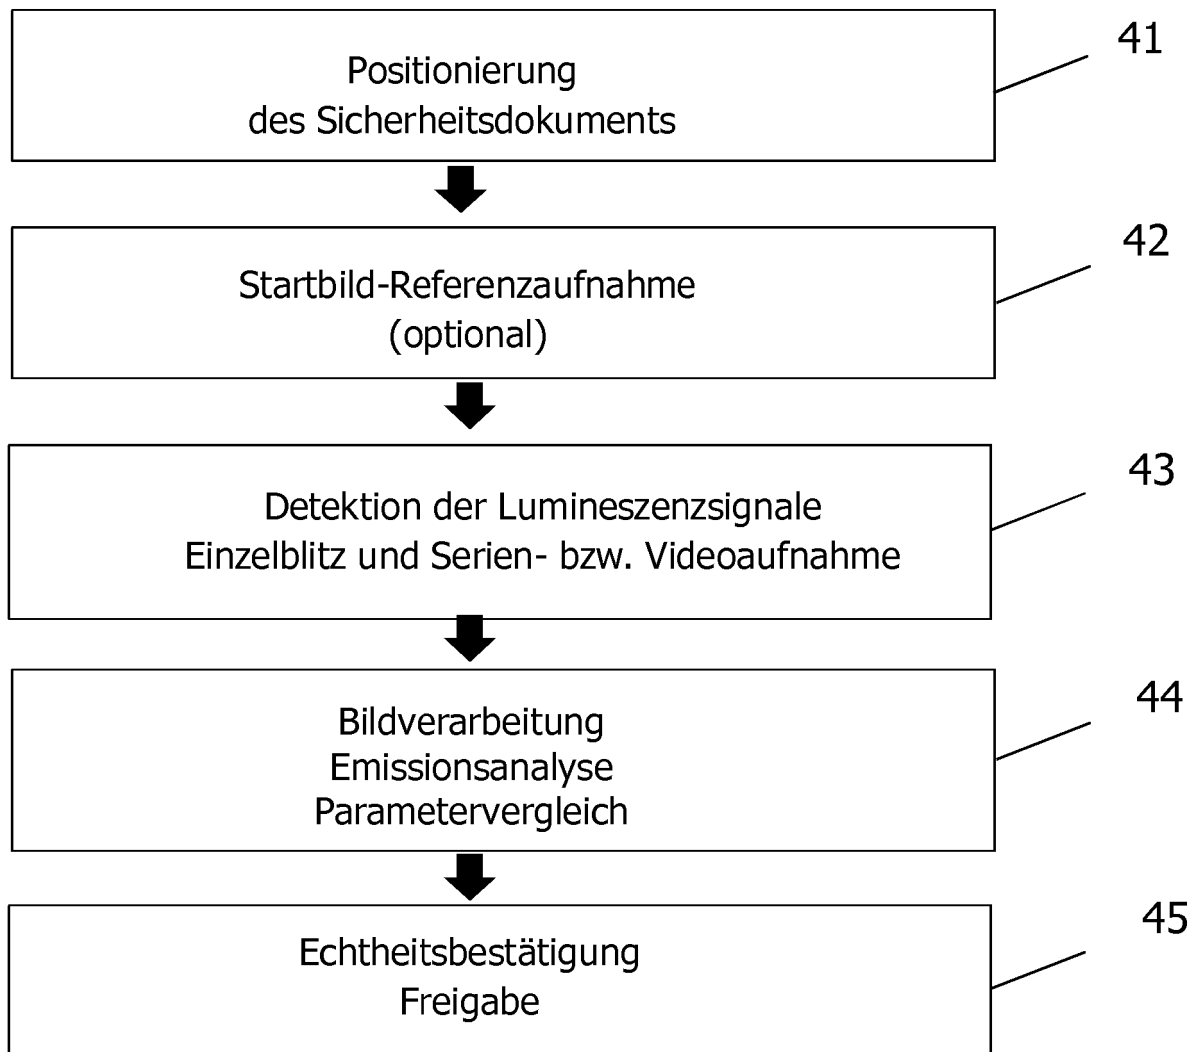 Positionierung
des Sicherheitsdokuments
41
Startbild-Referenzaufnahme
(optional)
42
Detektion der Lumineszenzsignale
Einzelblitz und Serien- bzw. Videoaufnahme
43
Bildverarbeitung
Emissionsanalyse
Parametervergleich
44
Echtheitsbestätigung
Freigabe
45